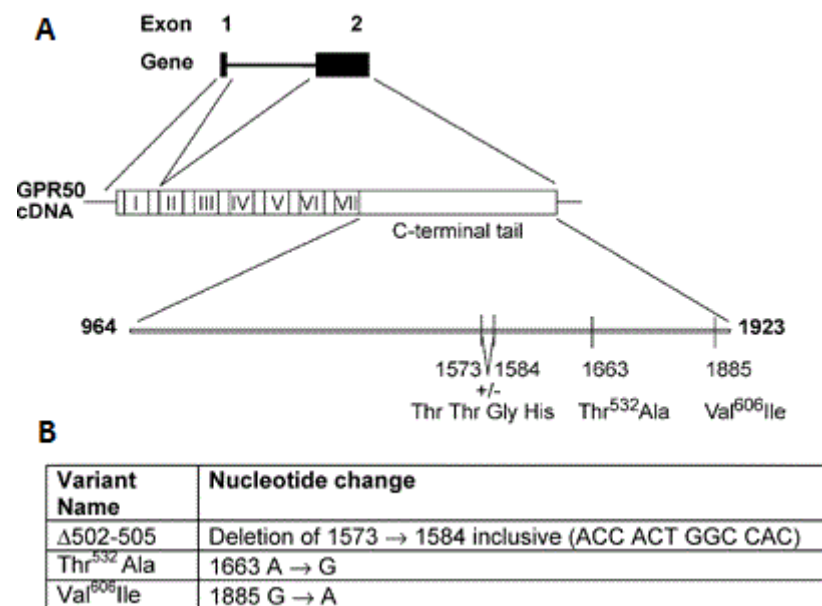 A
Exon 1 2
Gene
GPR50
cDNA
I II III IV V VI VII
C-terminal tail
964 1923
1573 1584 1663 1885
+/-
Thr Thr Gly His Thr⁵³²Ala Val⁶⁰⁶Ile
B
Variant Name Nucleotide change
Δ502-505 Deletion of 1573 → 1584 inclusive (ACC ACT GGC CAC)
Thr⁵³² Ala 1663 A → G
Val⁶⁰⁶Ile 1885 G → A